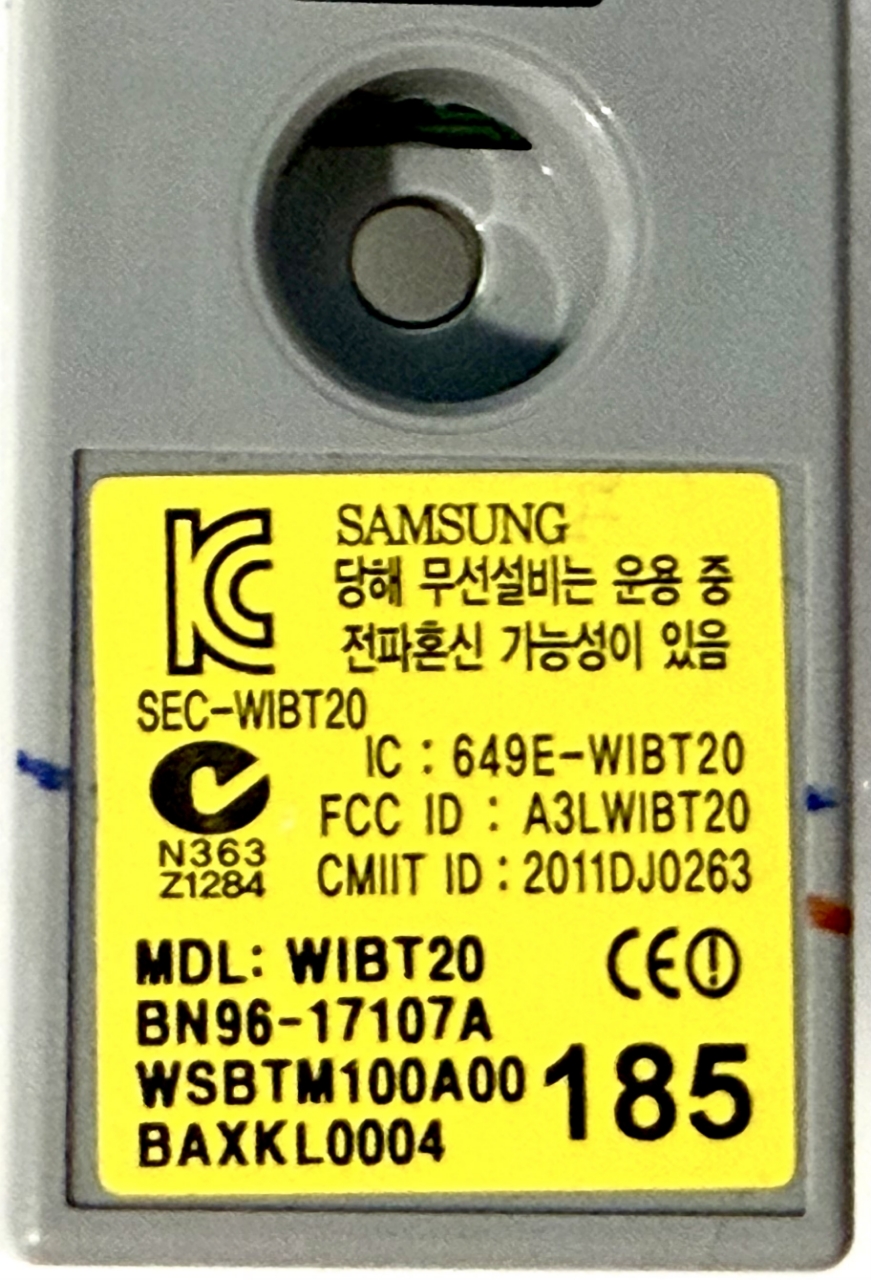 SAMSUNG
당해 무선설비는 운용 중
전파혼신 가능성이 있음
SEC-WIBT20
IC : 649E-WIBT20
FCC ID : A3LWIBT20
N363
Z1284
CMIIT ID : 2011DJ0263
MDL: WIBT20
BN96-17107A
WSBTM100A00
185
BAXKL0004